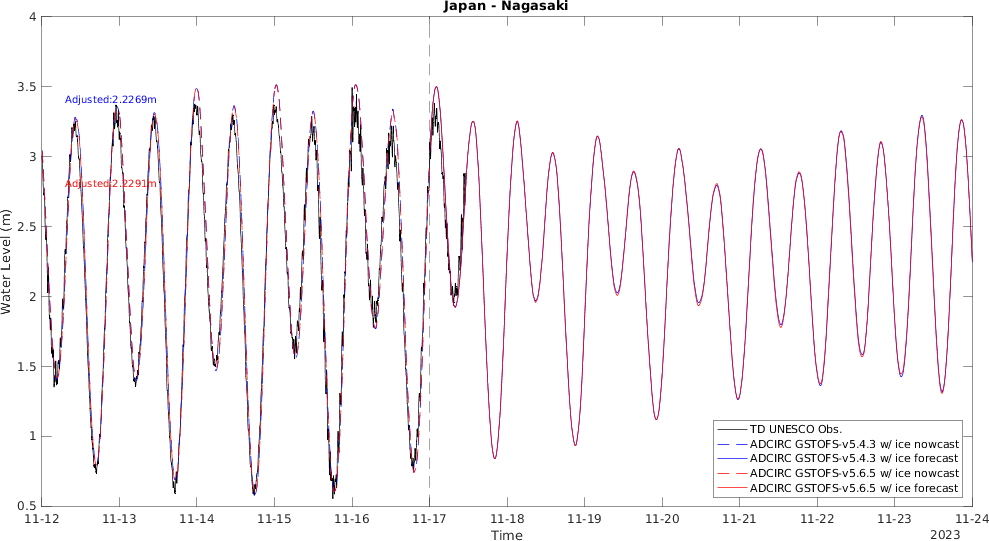 Japan - Nagasaki
4
3.5
3
2.5
2
1.5
1
0.5
Water Level (m)
Adjusted:2.2269m
Adjusted:2.2291m
TD UNESCO Obs.
ADCIRC GSTOFS-v5.4.3 w/ ice nowcast
ADCIRC GSTOFS-v5.4.3 w/ ice forecast
ADCIRC GSTOFS-v5.6.5 w/ ice nowcast
ADCIRC GSTOFS-v5.6.5 w/ ice forecast
11-12 11-13 11-14 11-15 11-16 11-17 11-18 11-19 11-20 11-21 11-22 11-23 11-24
Time
2023